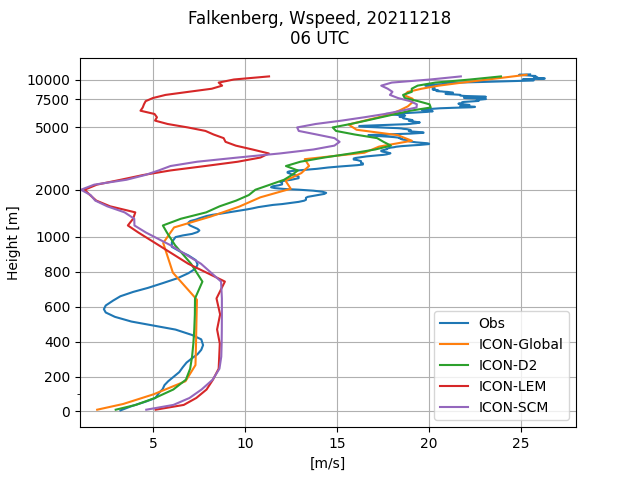 Falkenberg, Wspeed, 20211218
06 UTC
Height [m]
10000
7500
5000
2000
1000
800
600
400
200
0
5
10
15
20
25
[m/s]
Obs
ICON-Global
ICON-D2
ICON-LEM
ICON-SCM